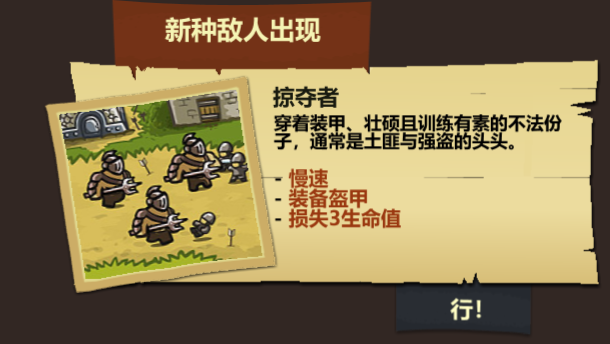 新种敌人出现
掠夺者
穿着装甲、壮硕且训练有素的不法份
子，通常是土匪与强盗的头头。
- 慢速
- 装备盔甲
- 损失3生命值
行!